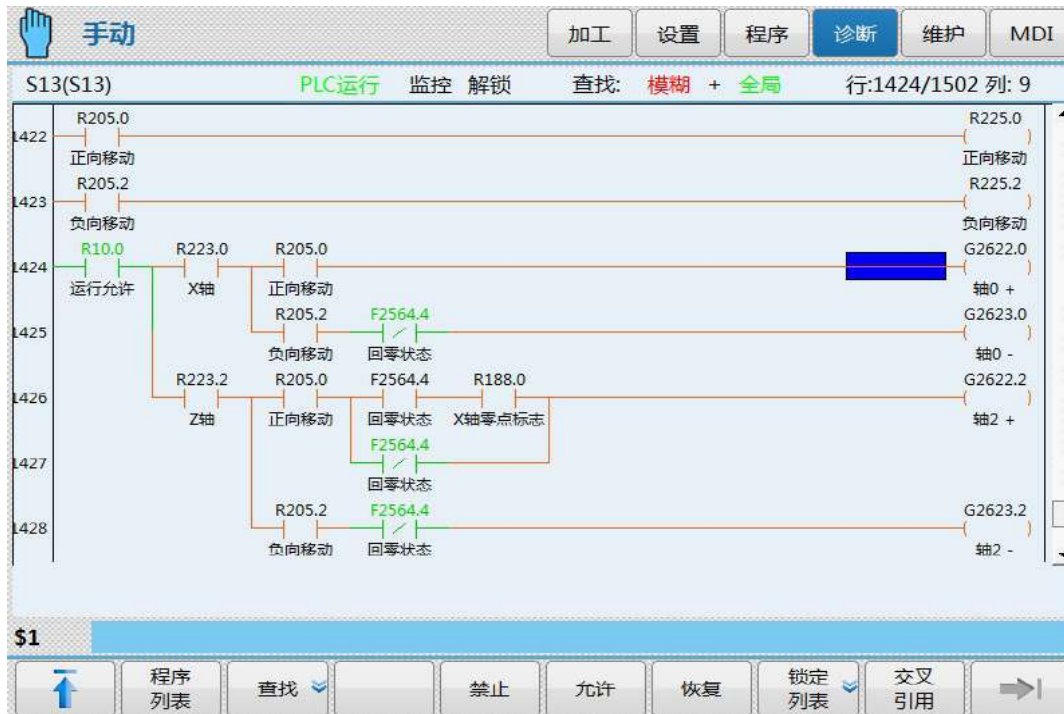 手动 加工 设置 程序 诊断 维护 MDI
S13(S13) PLC运行 监控 解锁 查找: 模糊 + 全局 行:1424/1502 列: 9
R205.0 R225.0
1422
正向移动 正向移动
R205.2 R225.2
1423
负向移动 负向移动
R10.0 R223.0 R205.0 G2622.0
1424
运行允许 X轴 正向移动 轴0 +
R205.2 F2564.4 G2623.0
1425
负向移动 回零状态 轴0 -
R223.2 R205.0 F2564.4 R188.0 G2622.2
1426
Z轴 正向移动 回零状态 X轴零点标志 轴2 +
F2564.4
1427
回零状态
R205.2 F2564.4 G2623.2
1428
负向移动 回零状态 轴2 -
$1
程序 查找 禁止 允许 恢复 锁定 交叉
列表 列表 引用